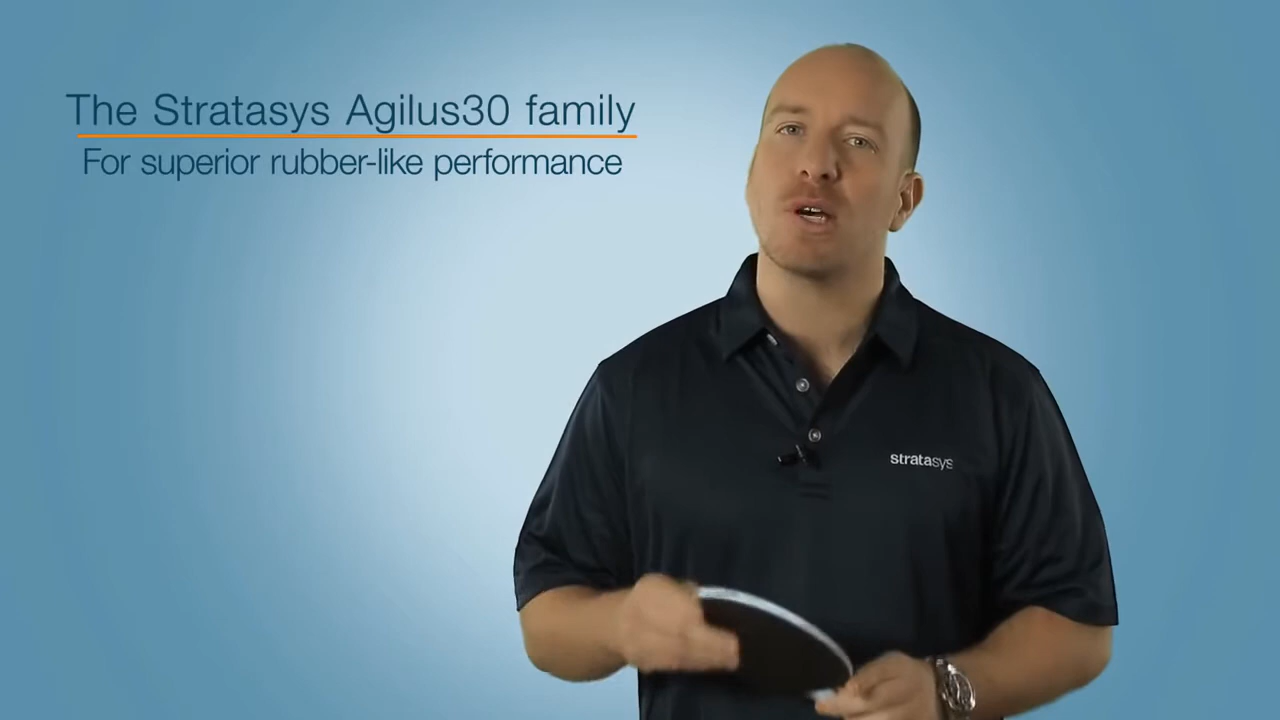 The Stratasys Agilus30 family
For superior rubber-like performance
stratasys